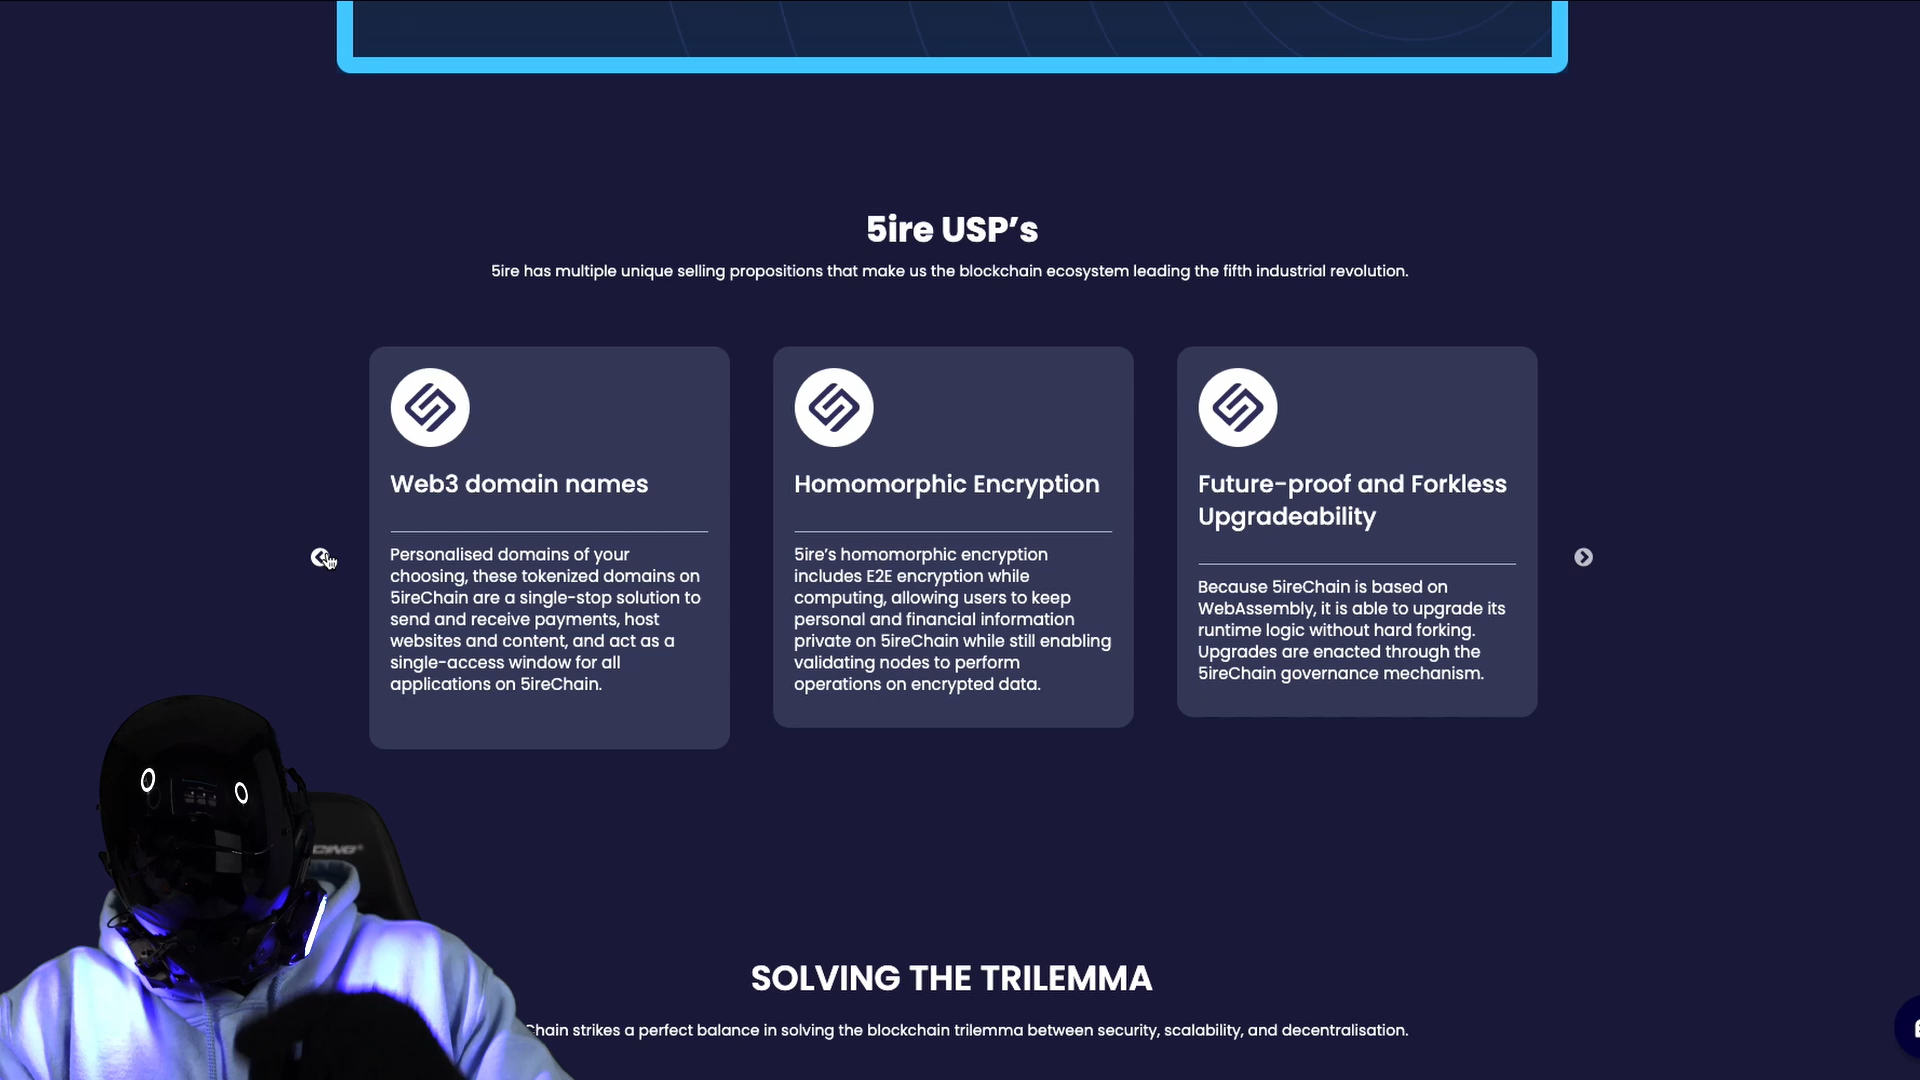 5ire USP’s
5ire has multiple unique selling propositions that make us the blockchain ecosystem leading the fifth industrial revolution.
Web3 domain names
Personalised domains of your
choosing, these tokenized domains on
5ireChain are a single-stop solution to
send and receive payments, host
websites and content, and act as a
single-access window for all
applications on 5ireChain.
Homomorphic Encryption
5ire’s homomorphic encryption
includes E2E encryption while
computing, allowing users to keep
personal and financial information
private on 5ireChain while still enabling
validating nodes to perform
operations on encrypted data.
Future-proof and Forkless
Upgradeability
Because 5ireChain is based on
WebAssembly, it is able to upgrade its
runtime logic without hard forking.
Upgrades are enacted through the
5ireChain governance mechanism.
SOLVING THE TRILEMMA
Chain strikes a perfect balance in solving the blockchain trilemma between security, scalability, and decentralisation.